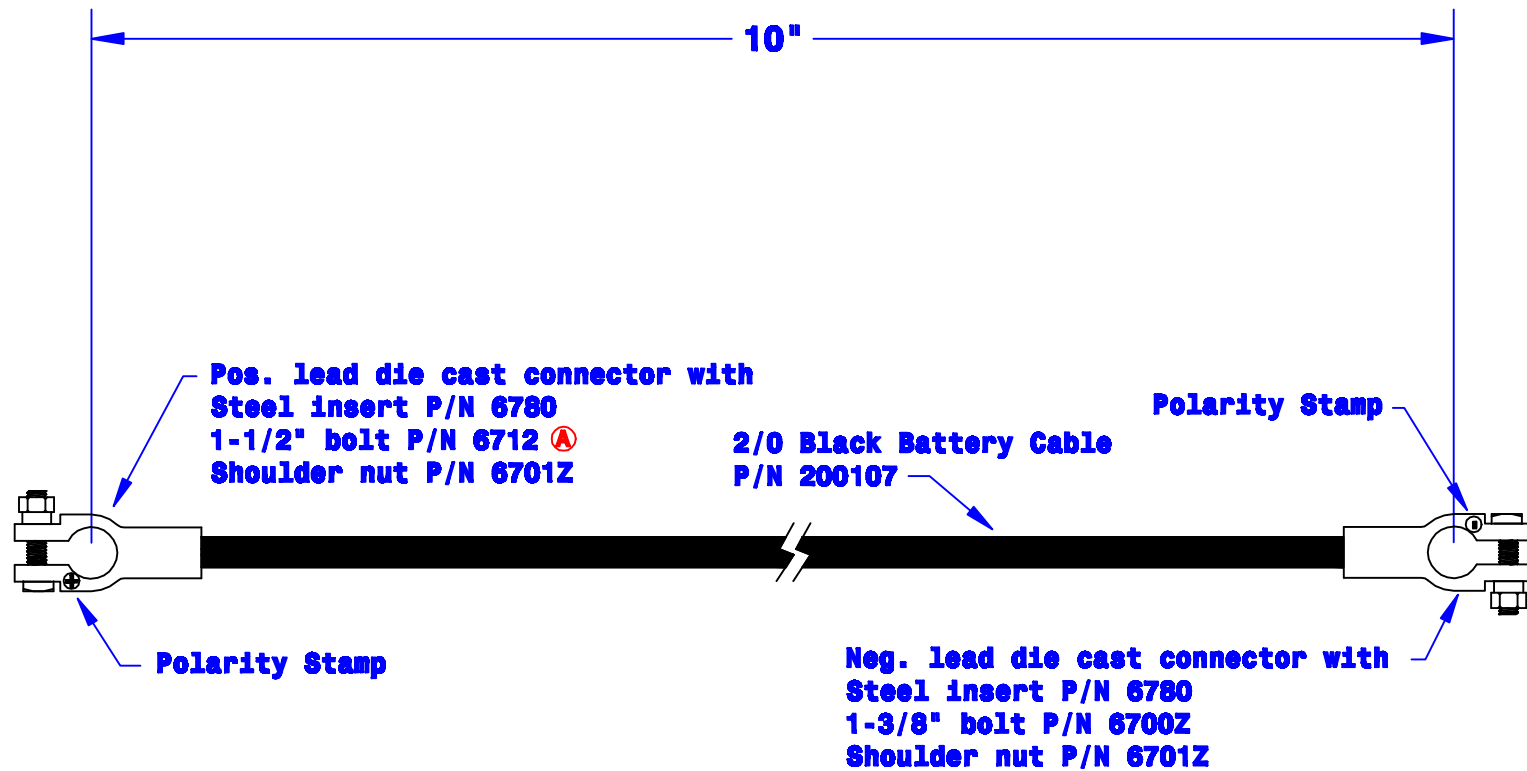 10"
Pos. lead die cast connector with
Steel insert P/N 6780
1-1/2" bolt P/N 6712 A
Shoulder nut P/N 6701Z
2/0 Black Battery Cable
P/N 200107
Polarity Stamp
Polarity Stamp
Neg. lead die cast connector with
Steel insert P/N 6780
1-3/8" bolt P/N 6700Z
Shoulder nut P/N 6701Z